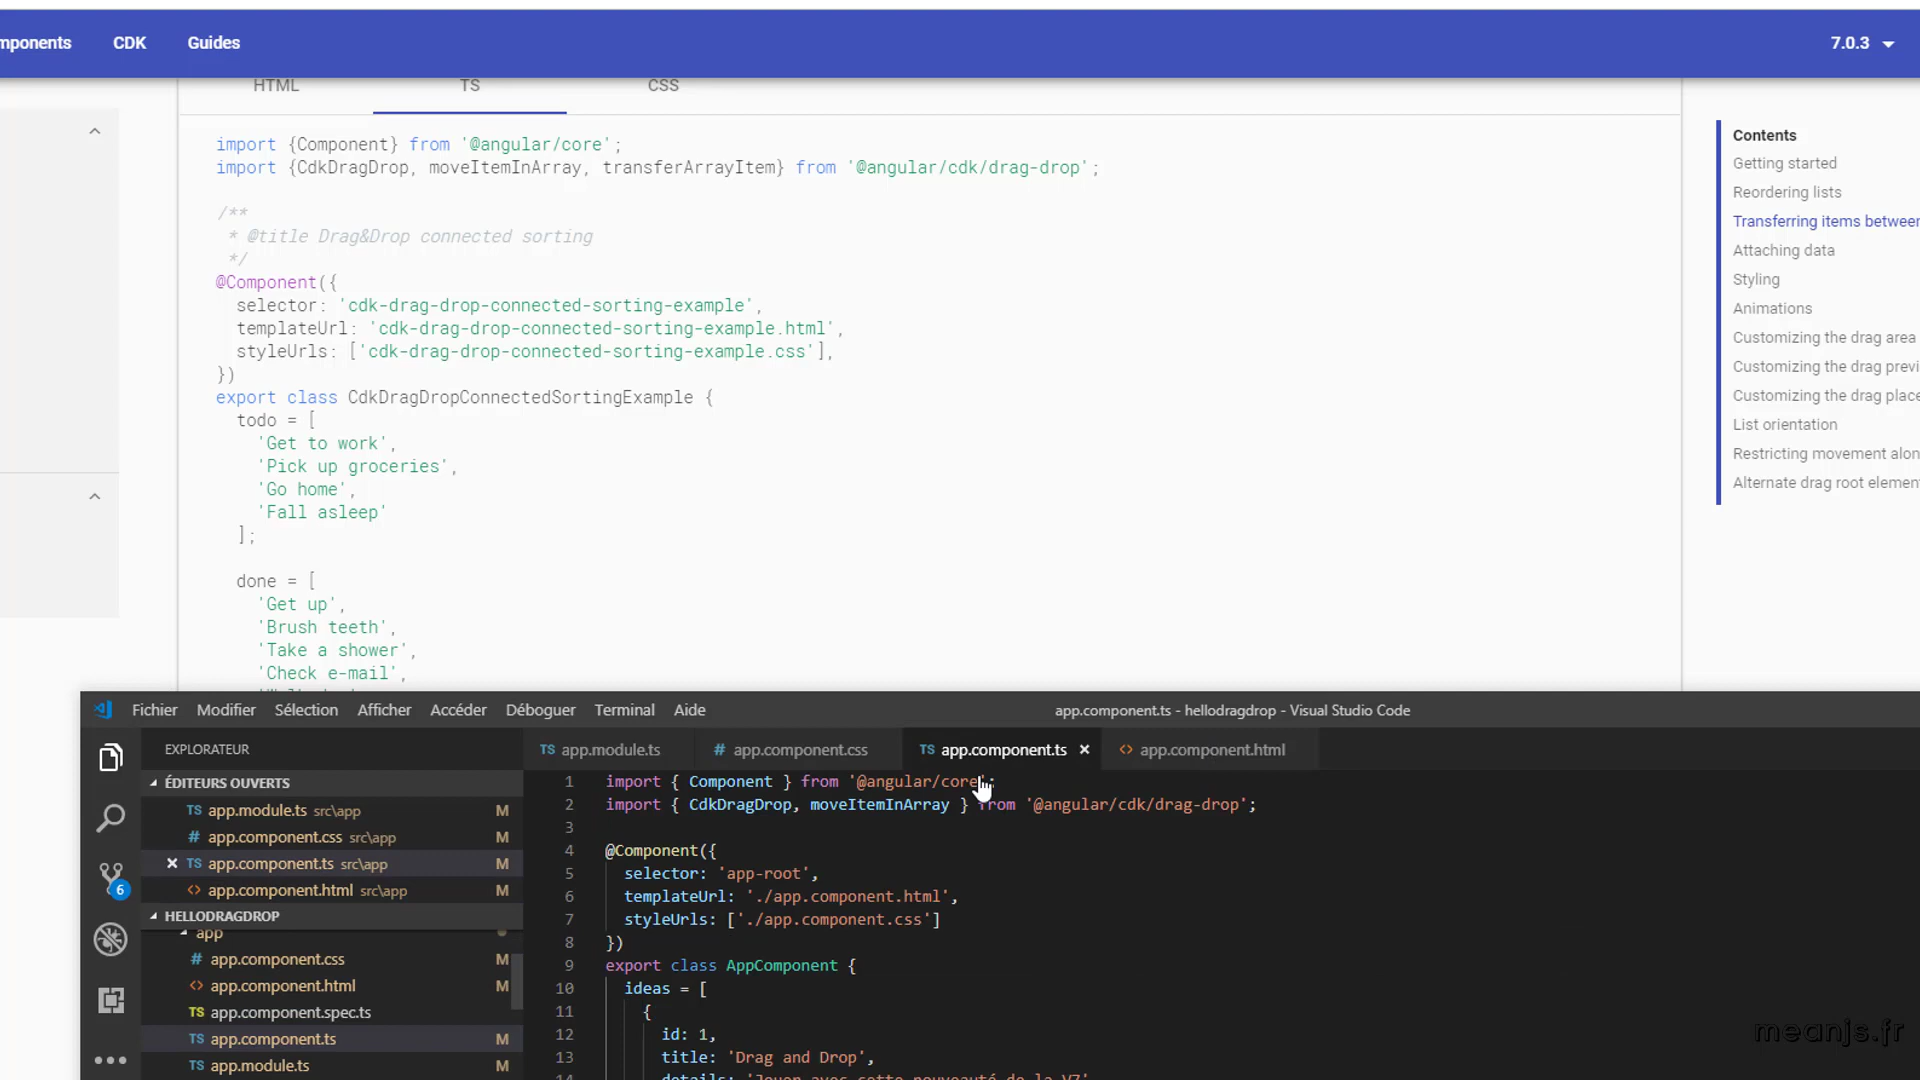 mponents CDK Guides 7.0.3
HTML TS CSS
import {Component} from '@angular/core';
import {CdkDragDrop, moveItemInArray, transferArrayItem} from '@angular/cdk/drag-drop';
/**
* @title Drag&Drop connected sorting
*/
@Component({
selector: 'cdk-drag-drop-connected-sorting-example',
templateUrl: 'cdk-drag-drop-connected-sorting-example.html',
styleUrls: ['cdk-drag-drop-connected-sorting-example.css'],
})
export class CdkDragDropConnectedSortingExample {
todo = [
'Get to work',
'Pick up groceries',
'Go home',
'Fall asleep'
];
done = [
'Get up',
'Brush teeth',
'Take a shower',
'Check e-mail',
Contents
Getting started
Reordering lists
Transferring items between
Attaching data
Styling
Animations
Customizing the drag area
Customizing the drag previ
Customizing the drag place
List orientation
Restricting movement alon
Alternate drag root elemen
Fichier Modifier Sélection Afficher Accéder Déboguer Terminal Aide
app.component.ts - hellodragdrop - Visual Studio Code
EXPLORATEUR
ÉDITEURS OUVERTS
TS app.module.ts src\app M
# app.component.css src\app M
× TS app.component.ts src\app M
<> app.component.html src\app M
6
HELLODRAGDROP
app
# app.component.css M
<> app.component.html M
TS app.component.spec.ts
TS app.component.ts M
TS app.module.ts M
TS app.module.ts # app.component.css TS app.component.ts × <> app.component.html
1 import { Component } from '@angular/core';
2 import { CdkDragDrop, moveItemInArray } from '@angular/cdk/drag-drop';
3
4 @Component({
5 selector: 'app-root',
6 templateUrl: './app.component.html',
7 styleUrls: ['./app.component.css']
8 })
9 export class AppComponent {
10 ideas = [
11 {
12 id: 1,
13 title: 'Drag and Drop',
14 details: 'Jouer avec cette nouveauté de la V7'
meanjs.fr